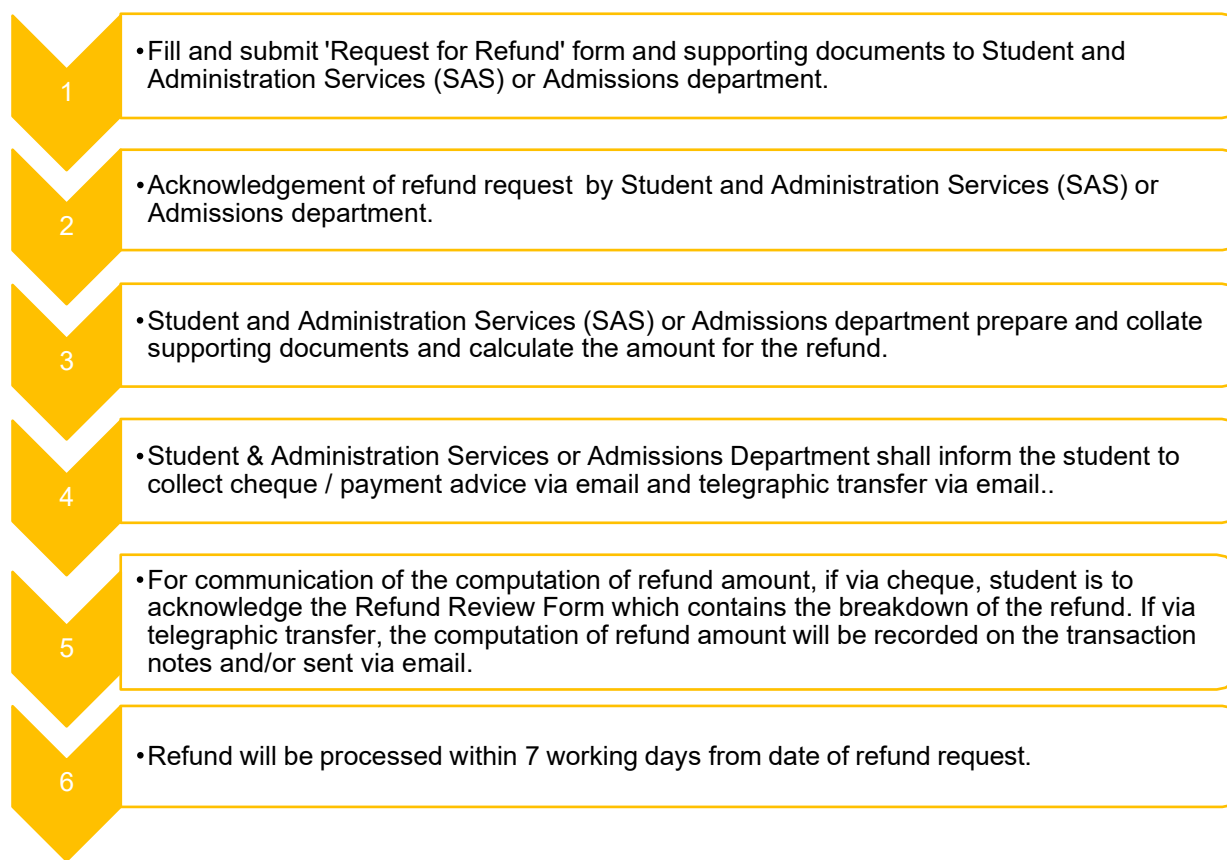 1
•Fill and submit 'Request for Refund' form and supporting documents to Student and
Administration Services (SAS) or Admissions department.
2
•Acknowledgement of refund request  by Student and Administration Services (SAS) or
Admissions department.
3
•Student and Administration Services (SAS) or Admissions department prepare and collate
supporting documents and calculate the amount for the refund.
4
•Student & Administration Services or Admissions Department shall inform the student to
collect cheque / payment advice via email and telegraphic transfer via email..
5
•For communication of the computation of refund amount, if via cheque, student is to
acknowledge the Refund Review Form which contains the breakdown of the refund. If via
telegraphic transfer, the computation of refund amount will be recorded on the transaction
notes and/or sent via email.
6
•Refund will be processed within 7 working days from date of refund request.